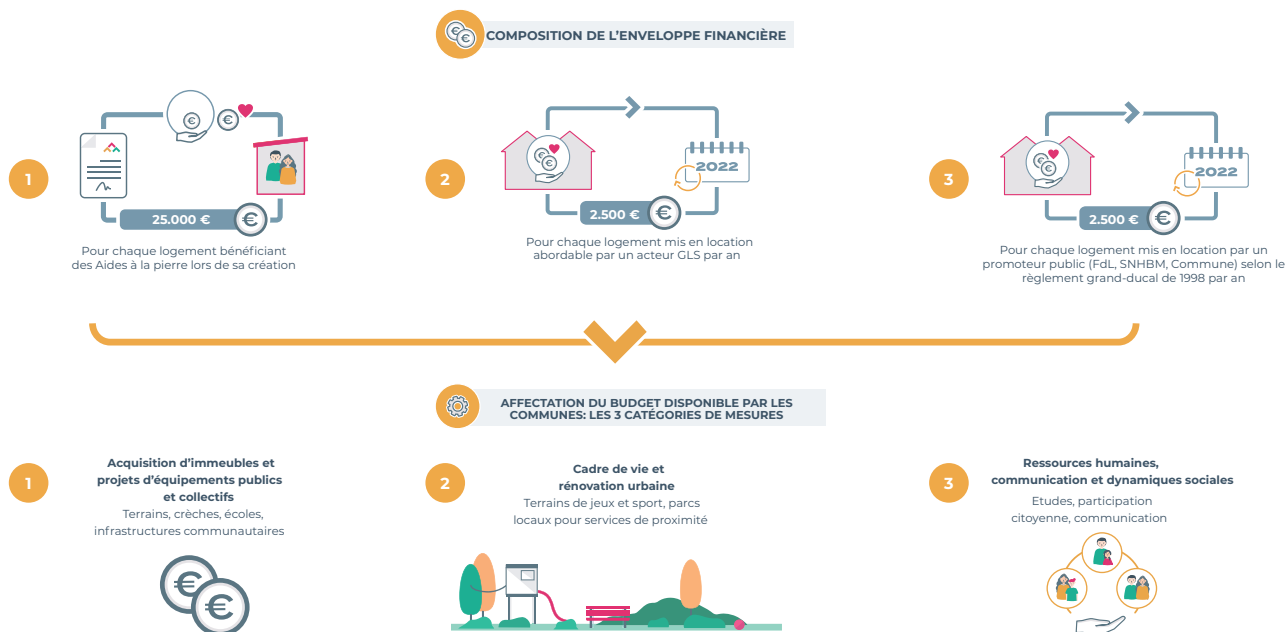 COMPOSITION DE L'ENVELOPPE FINANCIÈRE
1
25.000 €
€
Pour chaque logement bénéficiant
des Aides à la pierre lors de sa création
2
2022
2.500 €
€
Pour chaque logement mis en location
abordable par un acteur GLS par an
3
2022
2.500 €
€
Pour chaque logement mis en location par un
promoteur public (FdL, SNHBM, Commune) selon le
règlement grand-ducal de 1998 par an
AFFECTATION DU BUDGET DISPONIBLE PAR LES
COMMUNES: LES 3 CATÉGORIES DE MESURES
1
Acquisition d'immeubles et
projets d'équipements publics
et collectifs
Terrains, crèches, écoles,
infrastructures communautaires
€
€
2
Cadre de vie et
rénovation urbaine
Terrains de jeux et sport, parcs
locaux pour services de proximité
3
Ressources humaines,
communication et dynamiques sociales
Etudes, participation
citoyenne, communication